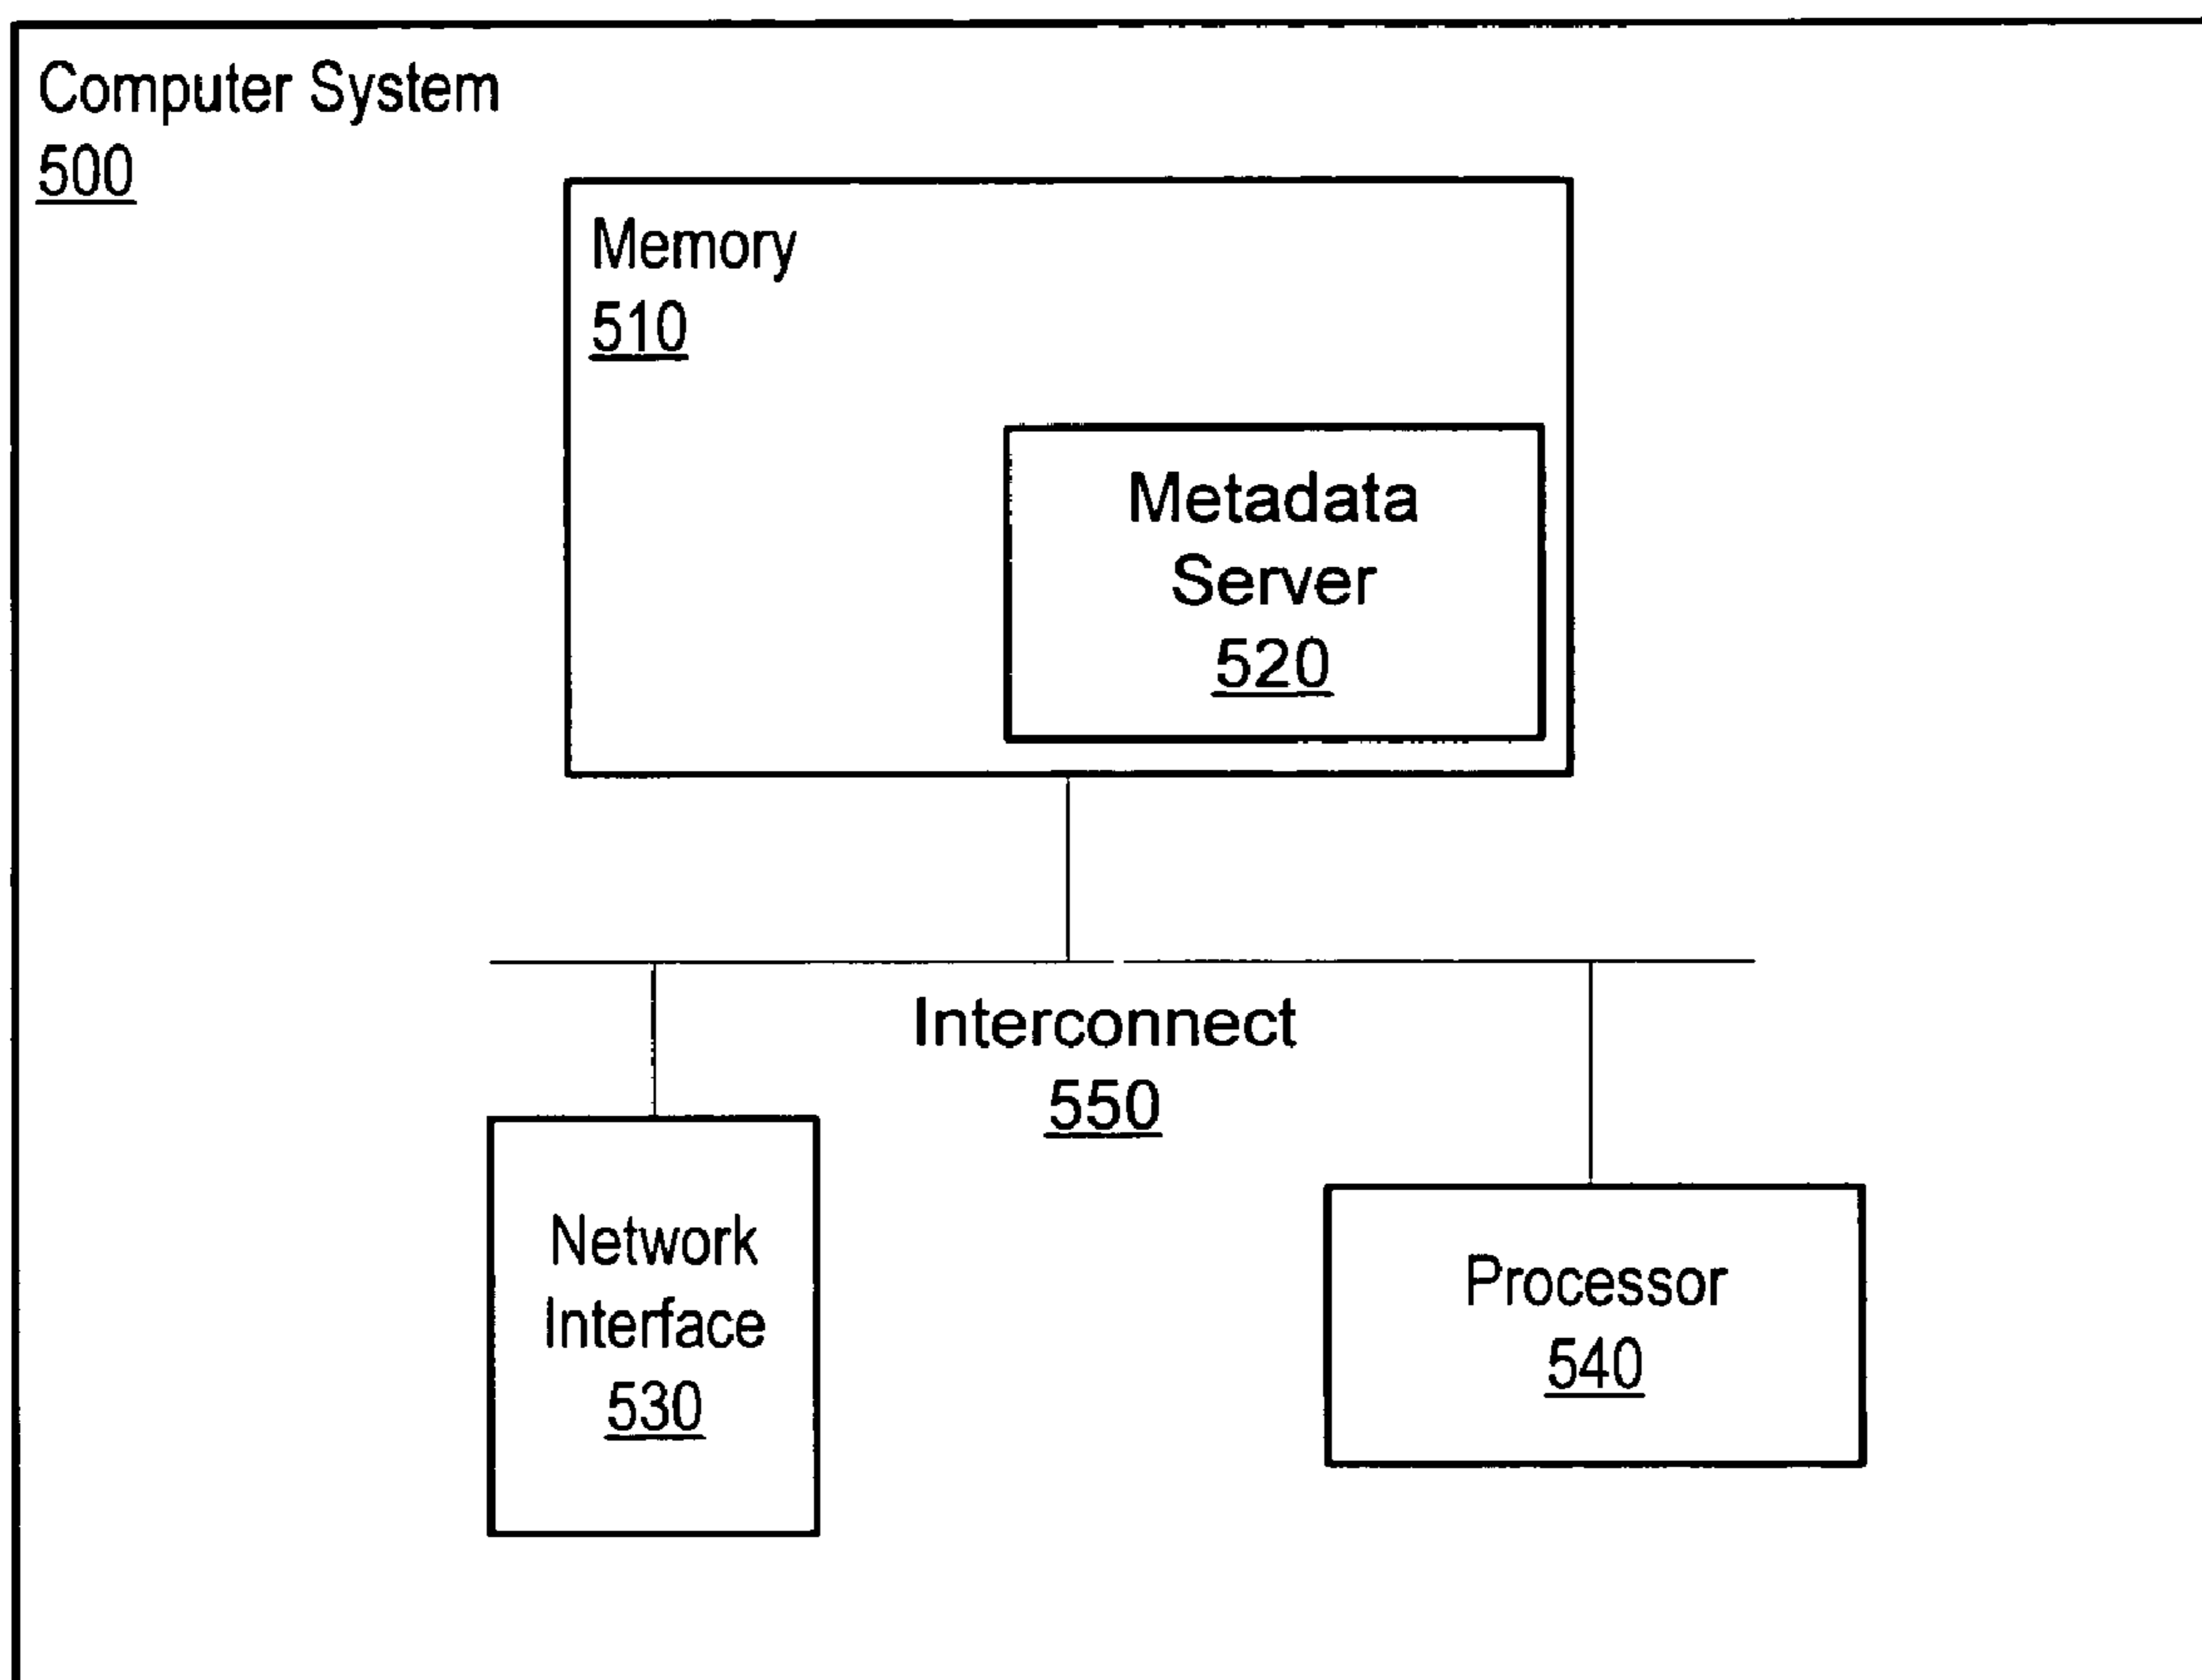 Computer System
500
Memory
510
Metadata
Server
520
Interconnect
550
Network
Interface
530
Processor
540